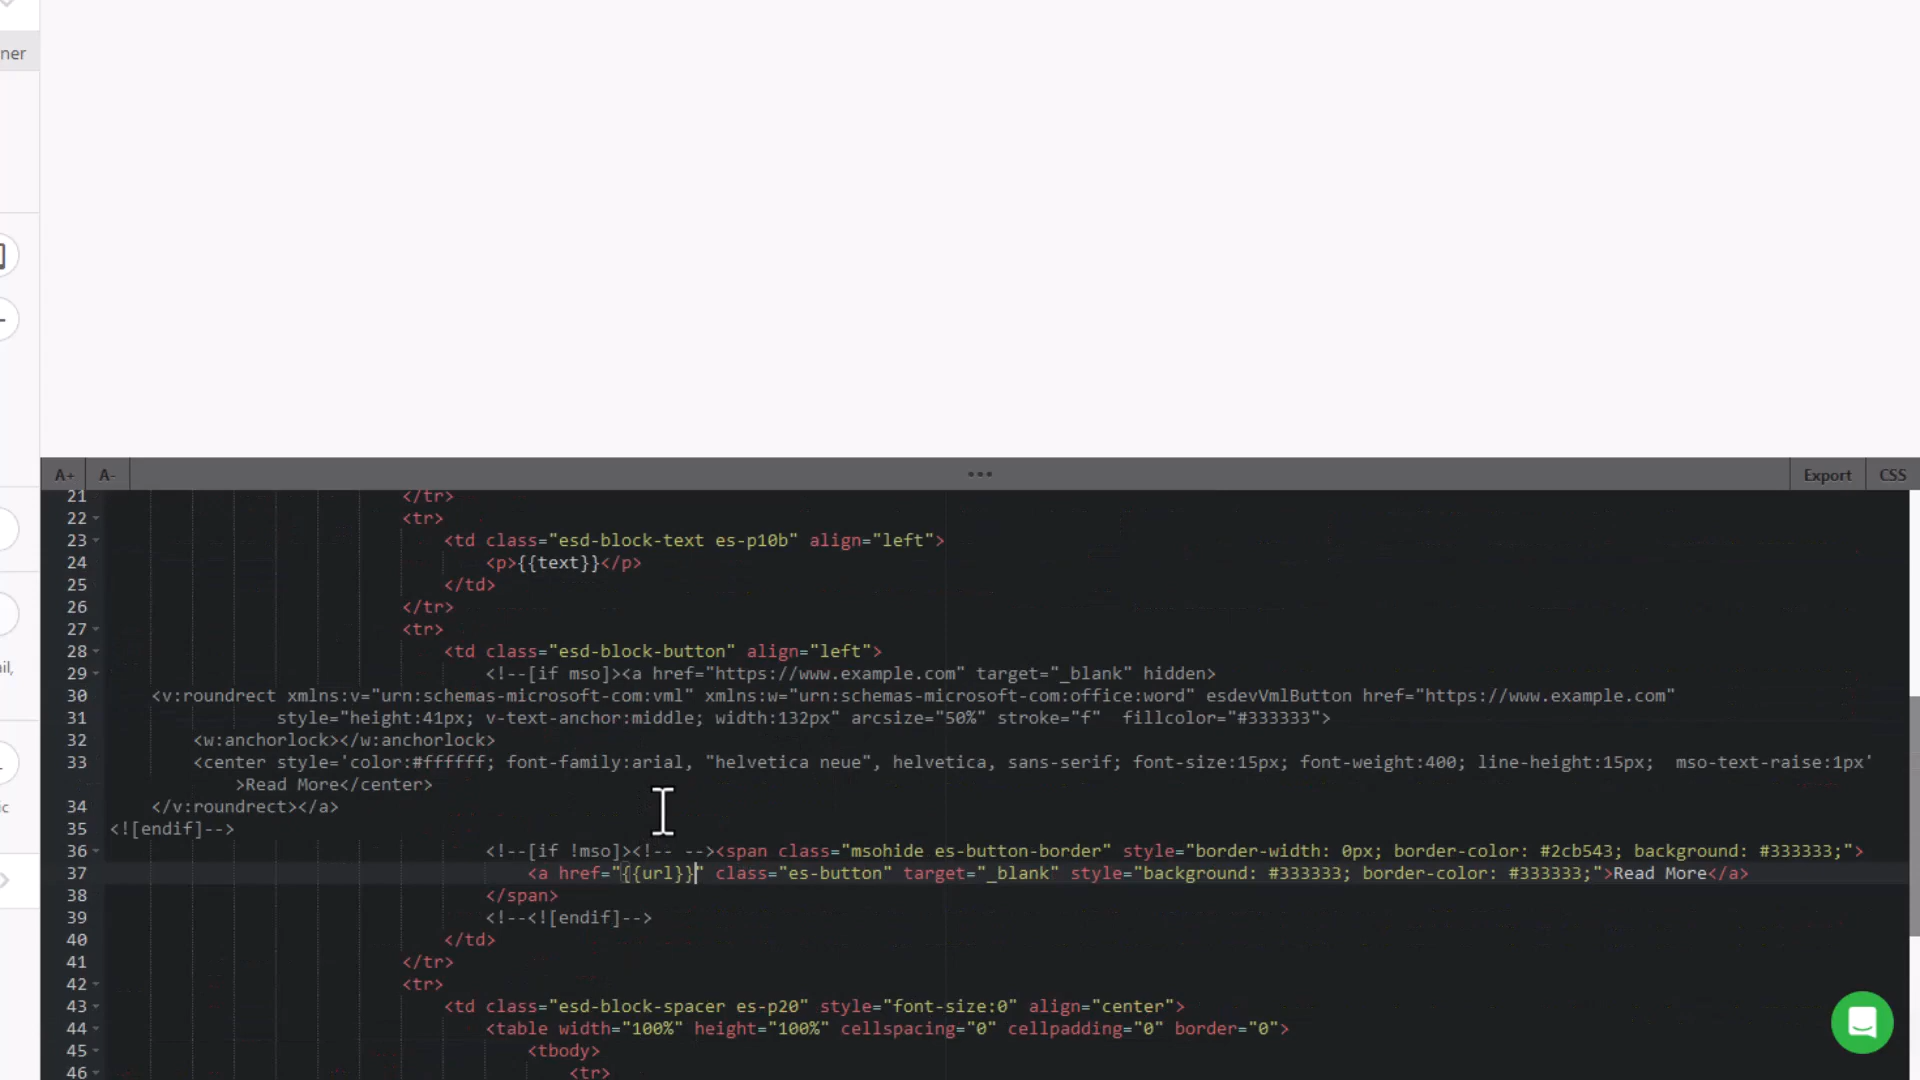 ner
A+ A- ••• Export CSS
21 </tr>
22 <tr>
23 <td class="esd-block-text es-p10b" align="left">
24 <p>{{text}}</p>
25 </td>
26 </tr>
27 <tr>
28 <td class="esd-block-button" align="left">
29 <!--[if mso]><a href="https://www.example.com" target="_blank" hidden>
30 <v:roundrect xmlns:v="urn:schemas-microsoft-com:vml" xmlns:w="urn:schemas-microsoft-com:office:word" esdevVmlButton href="https://www.example.com"
31 style="height:41px; v-text-anchor:middle; width:132px" arcsize="50%" stroke="f"  fillcolor="#333333">
32 <w:anchorlock></w:anchorlock>
33 <center style='color:#ffffff; font-family:arial, "helvetica neue", helvetica, sans-serif; font-size:15px; font-weight:400; line-height:15px;  mso-text-raise:1px'
>Read More</center>
34 </v:roundrect></a>
35 <![endif]-->
36 <!--[if !mso]><!-- --><span class="msohide es-button-border" style="border-width: 0px; border-color: #2cb543; background: #333333;">
37 <a href="{{url}}" class="es-button" target="_blank" style="background: #333333; border-color: #333333;">Read More</a>
38 </span>
39 <!--<![endif]-->
40 </td>
41 </tr>
42 <tr>
43 <td class="esd-block-spacer es-p20" style="font-size:0" align="center">
44 <table width="100%" height="100%" cellspacing="0" cellpadding="0" border="0">
45 <tbody>
46 <tr>
ail,
ic